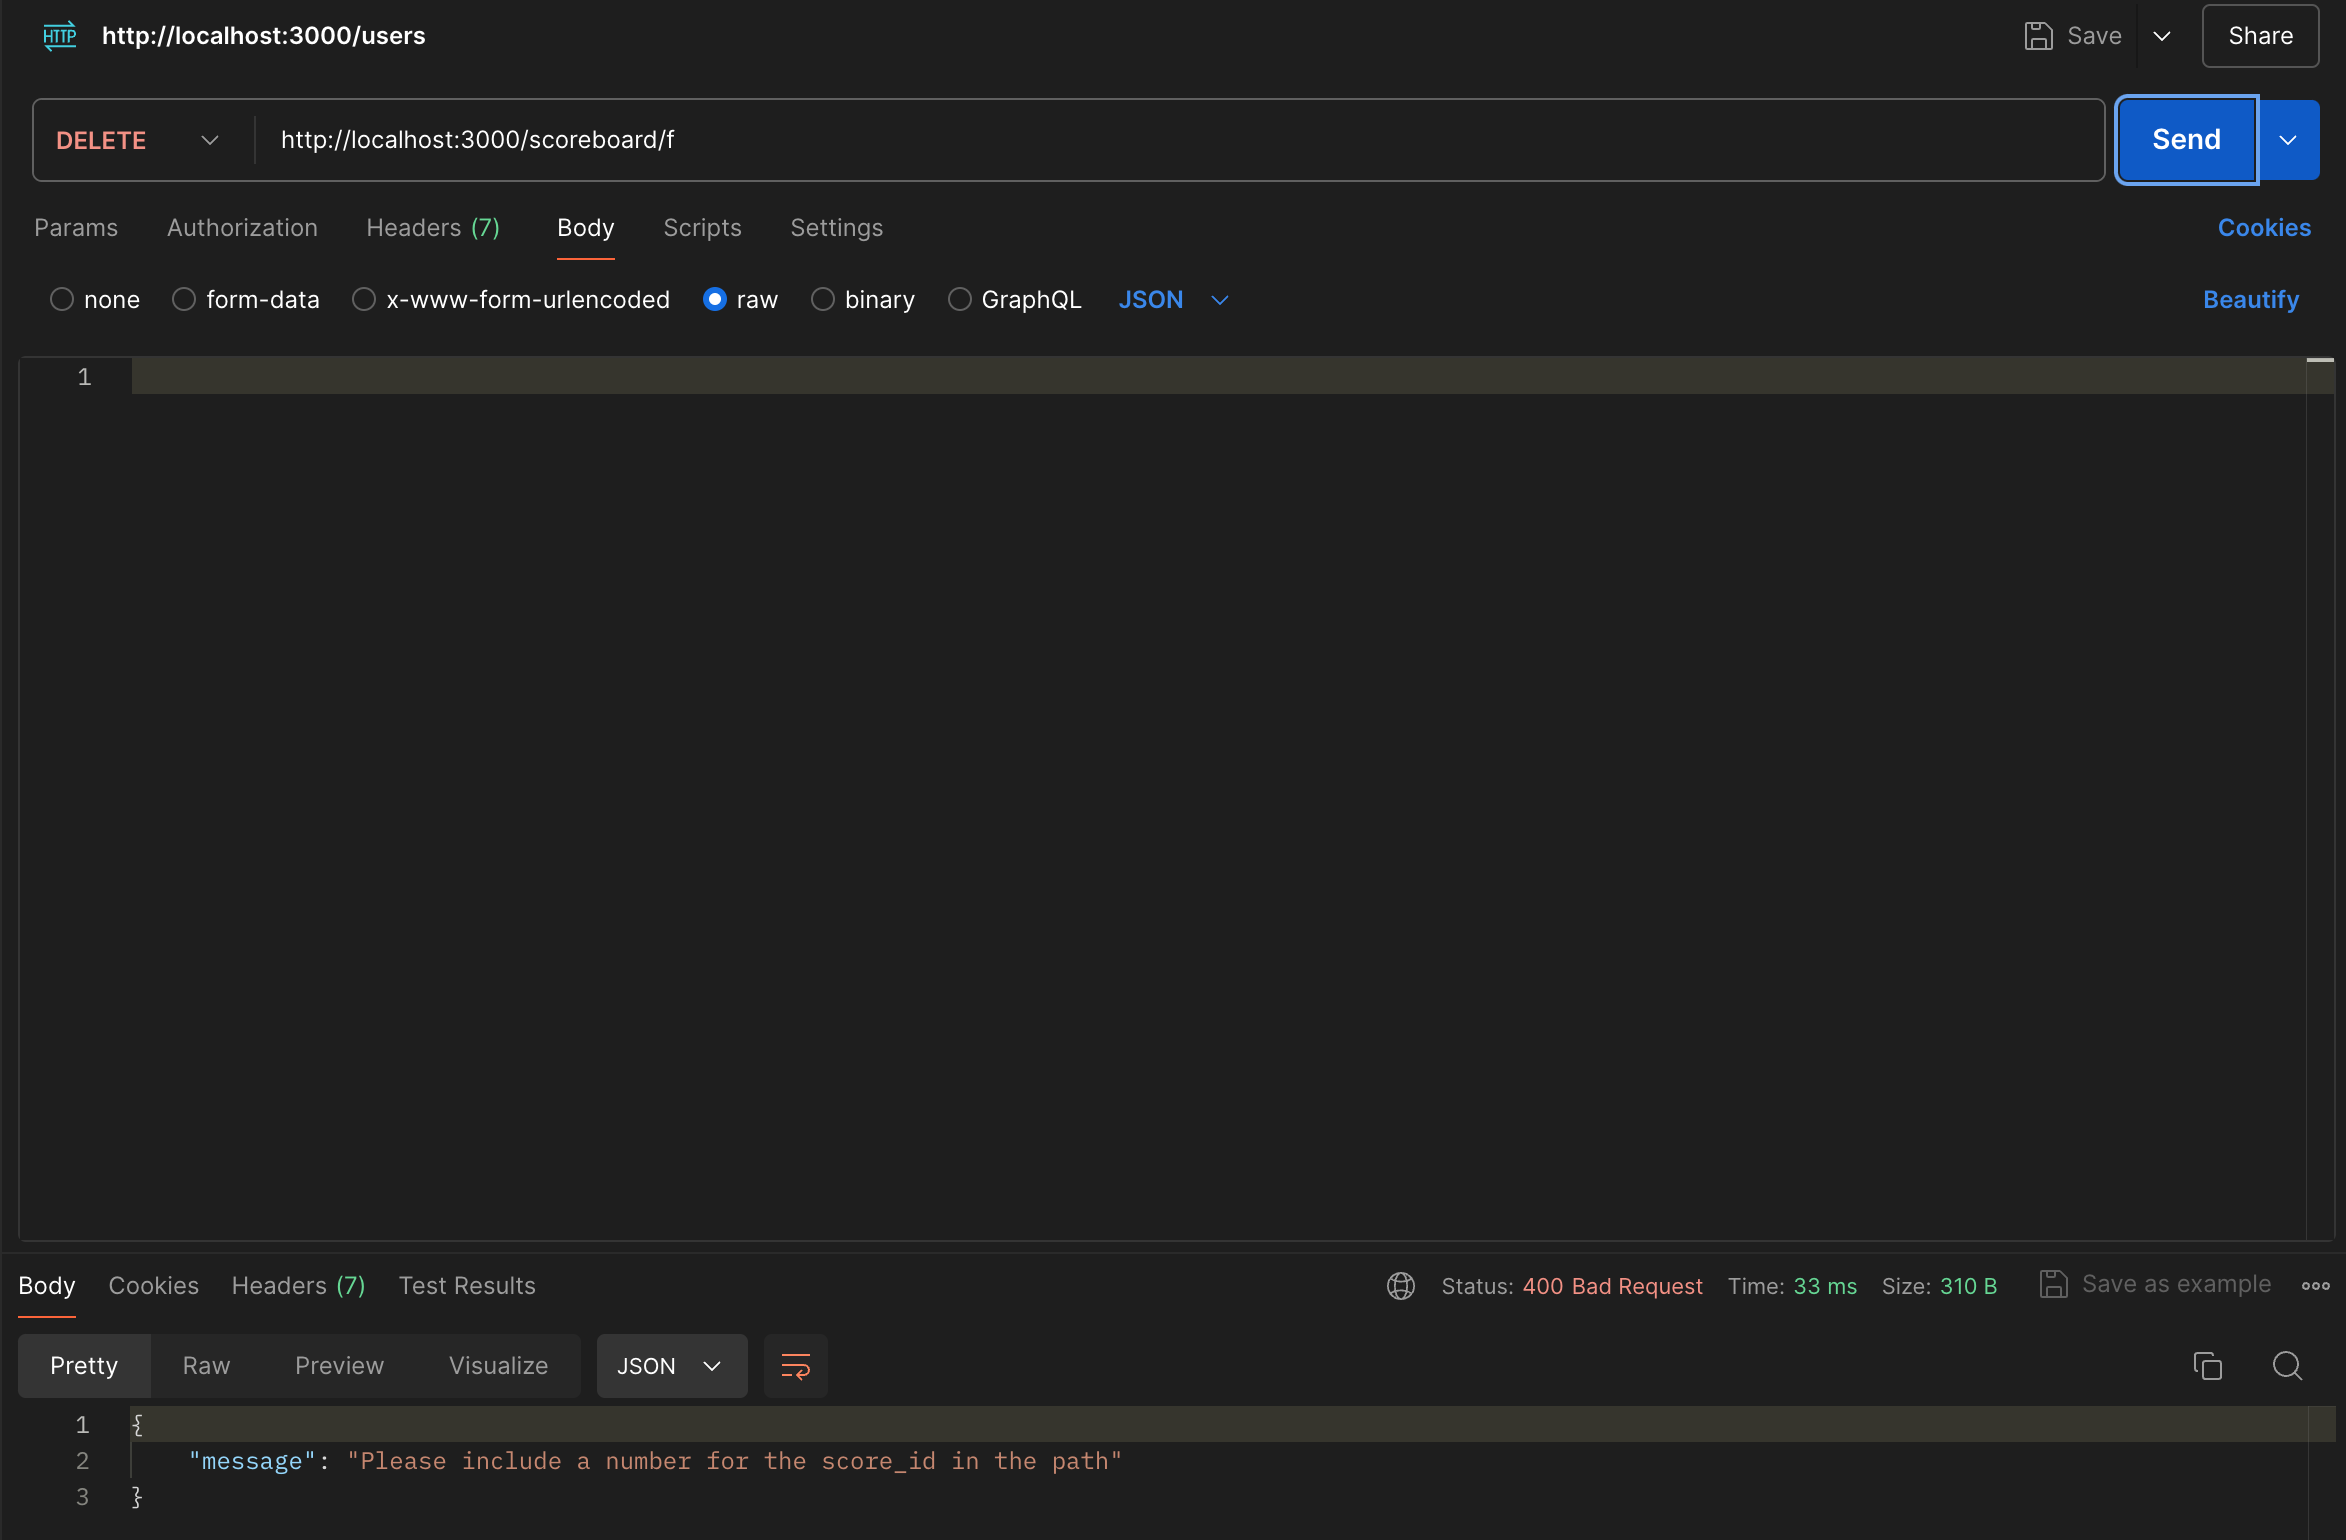 HTTP http://localhost:3000/users Save Share
DELETE http://localhost:3000/scoreboard/f Send
Params Authorization Headers (7) Body Scripts Settings Cookies
none form-data x-www-form-urlencoded raw binary GraphQL JSON Beautify
1
Body Cookies Headers (7) Test Results Status: 400 Bad Request Time: 33 ms Size: 310 B Save as example
Pretty Raw Preview Visualize JSON
1 {
2 "message": "Please include a number for the score_id in the path"
3 }